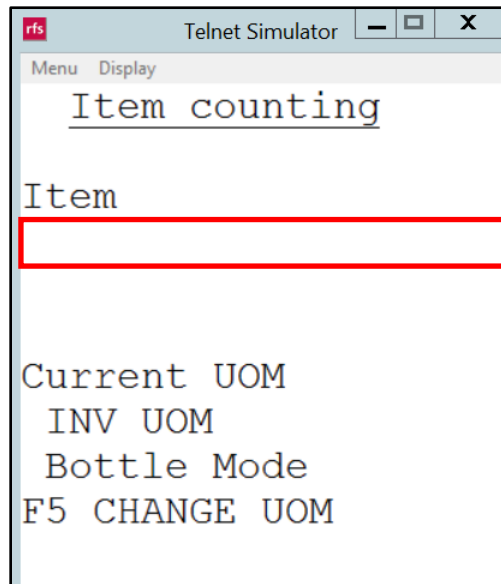 rfs Telnet Simulator X
Menu Display
Item counting
Item
Current UOM
INV UOM
Bottle Mode
F5 CHANGE UOM